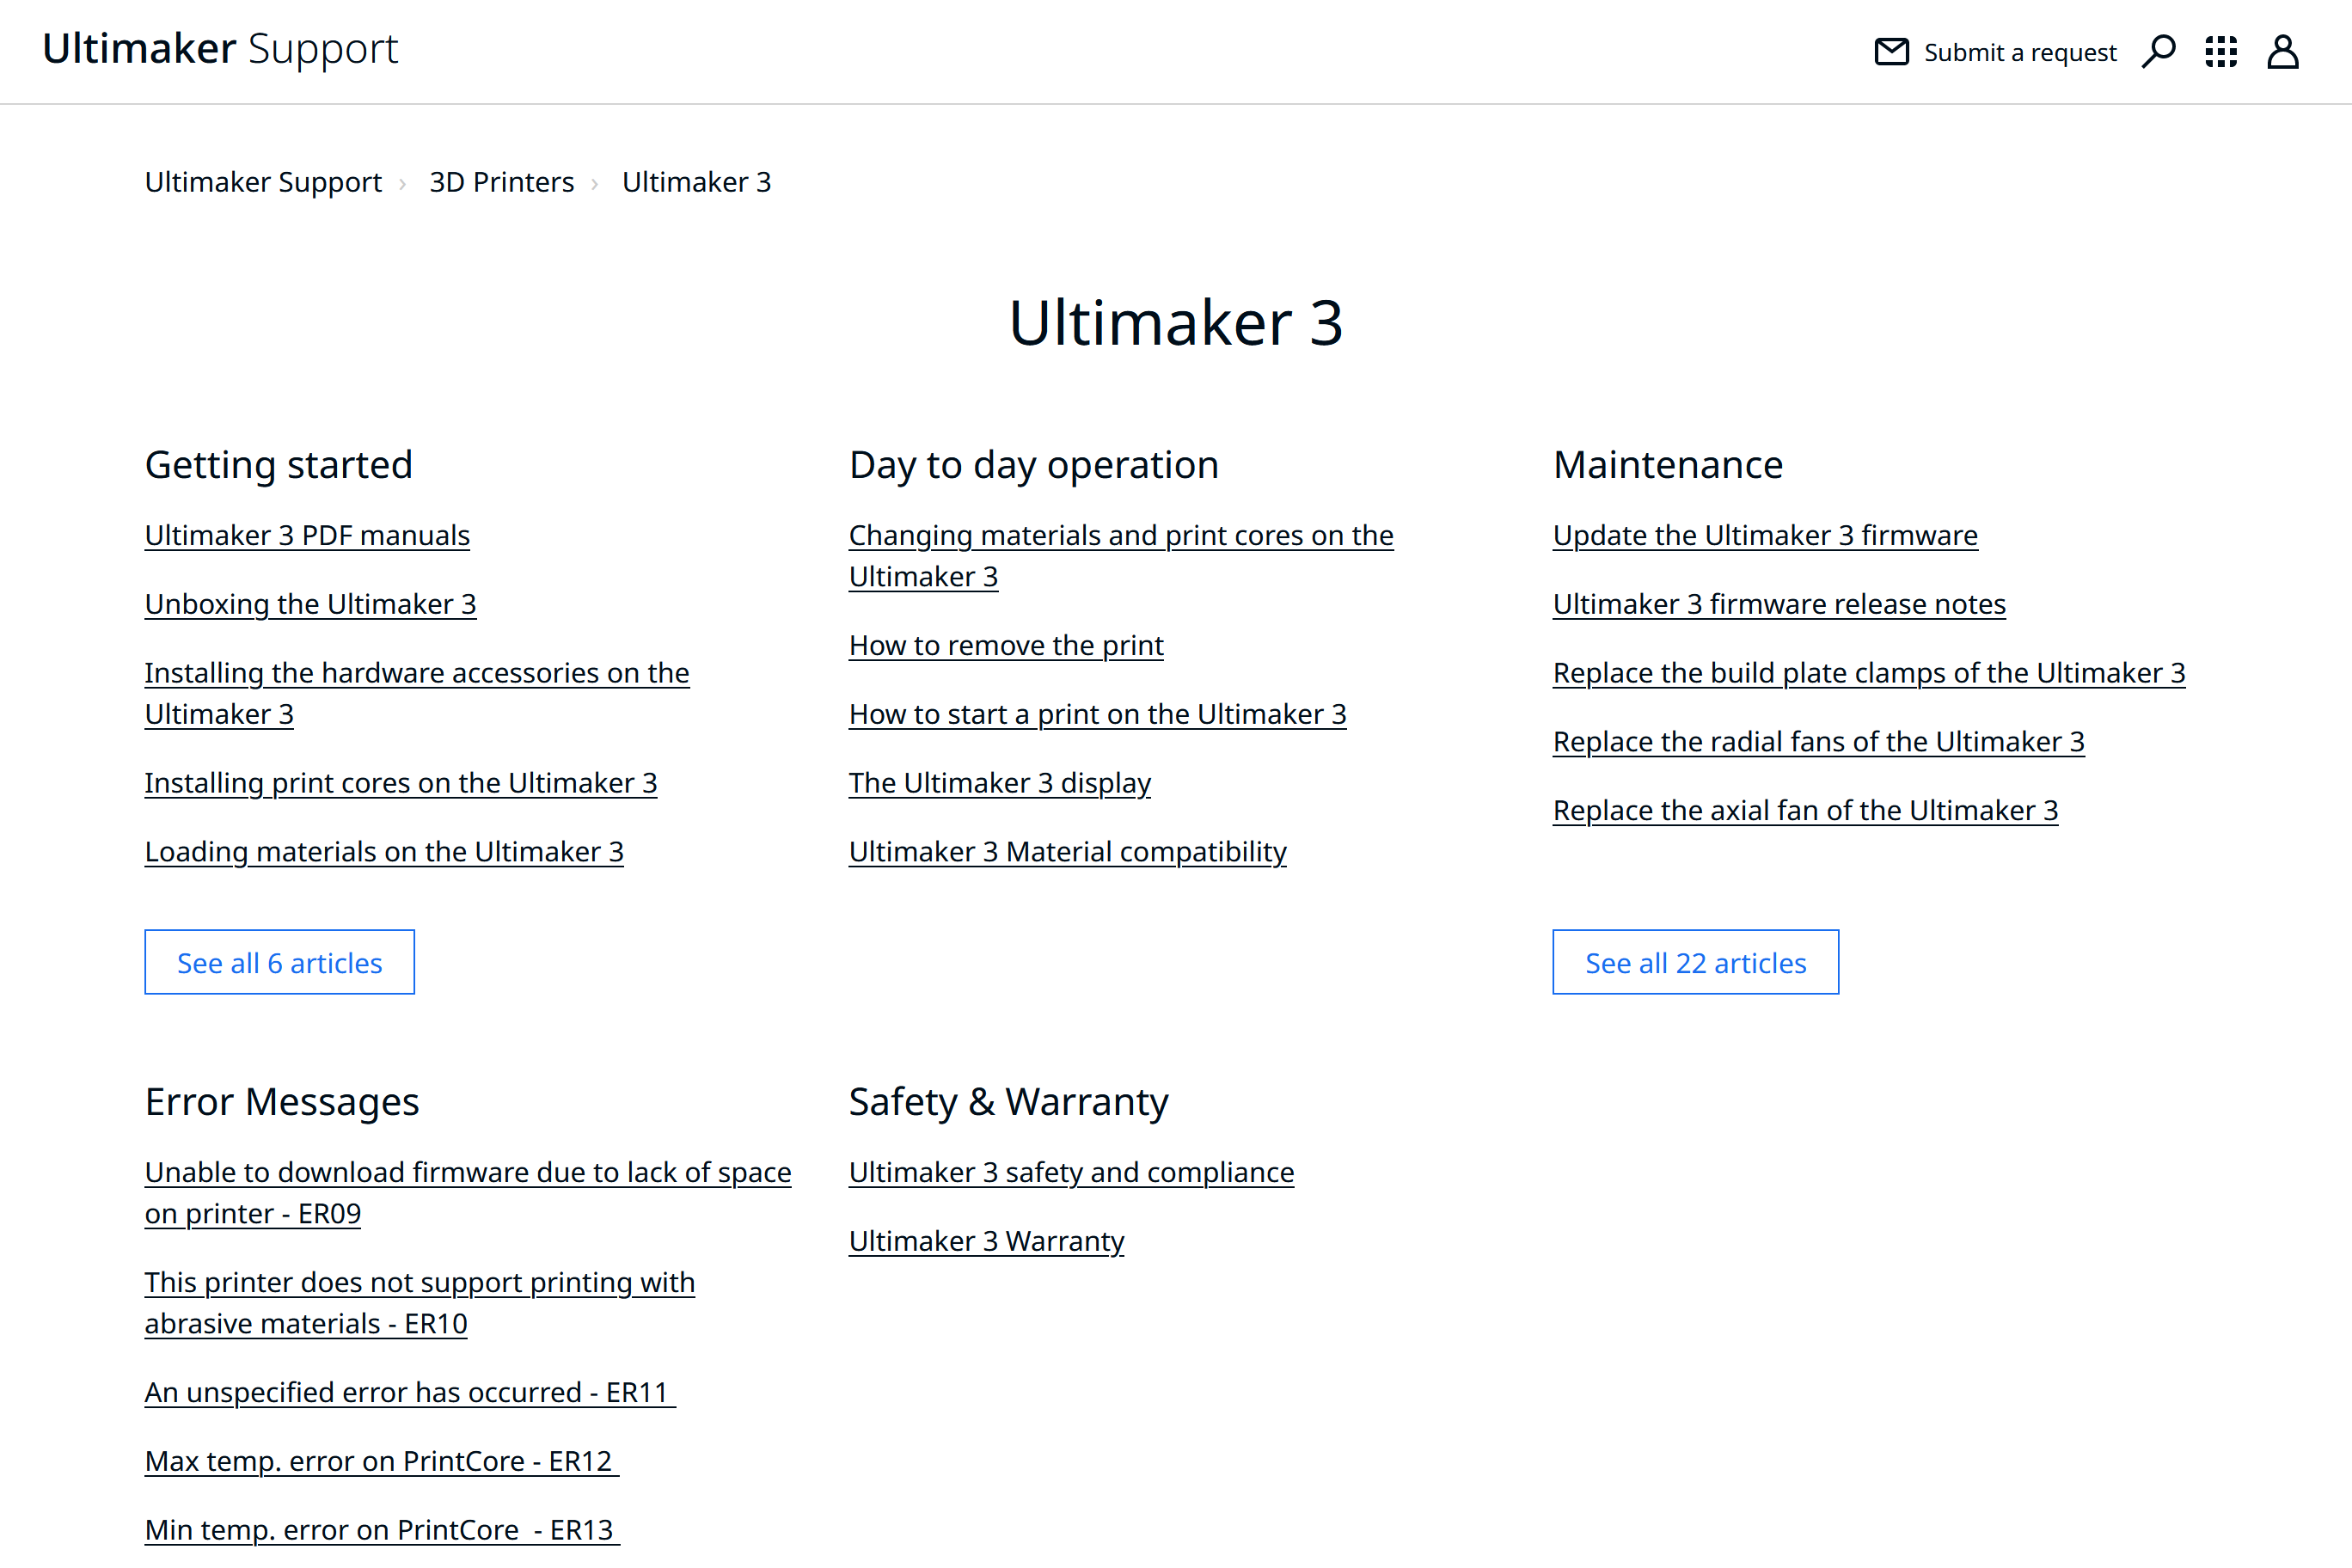 Ultimaker Support
Submit a request
Ultimaker Support › 3D Printers › Ultimaker 3
Ultimaker 3
Getting started
Ultimaker 3 PDF manuals
Unboxing the Ultimaker 3
Installing the hardware accessories on the
Ultimaker 3
Installing print cores on the Ultimaker 3
Loading materials on the Ultimaker 3
See all 6 articles
Day to day operation
Changing materials and print cores on the
Ultimaker 3
How to remove the print
How to start a print on the Ultimaker 3
The Ultimaker 3 display
Ultimaker 3 Material compatibility
Maintenance
Update the Ultimaker 3 firmware
Ultimaker 3 firmware release notes
Replace the build plate clamps of the Ultimaker 3
Replace the radial fans of the Ultimaker 3
Replace the axial fan of the Ultimaker 3
See all 22 articles
Error Messages
Unable to download firmware due to lack of space
on printer - ER09
This printer does not support printing with
abrasive materials - ER10
An unspecified error has occurred - ER11
Max temp. error on PrintCore - ER12
Min temp. error on PrintCore - ER13
Safety & Warranty
Ultimaker 3 safety and compliance
Ultimaker 3 Warranty